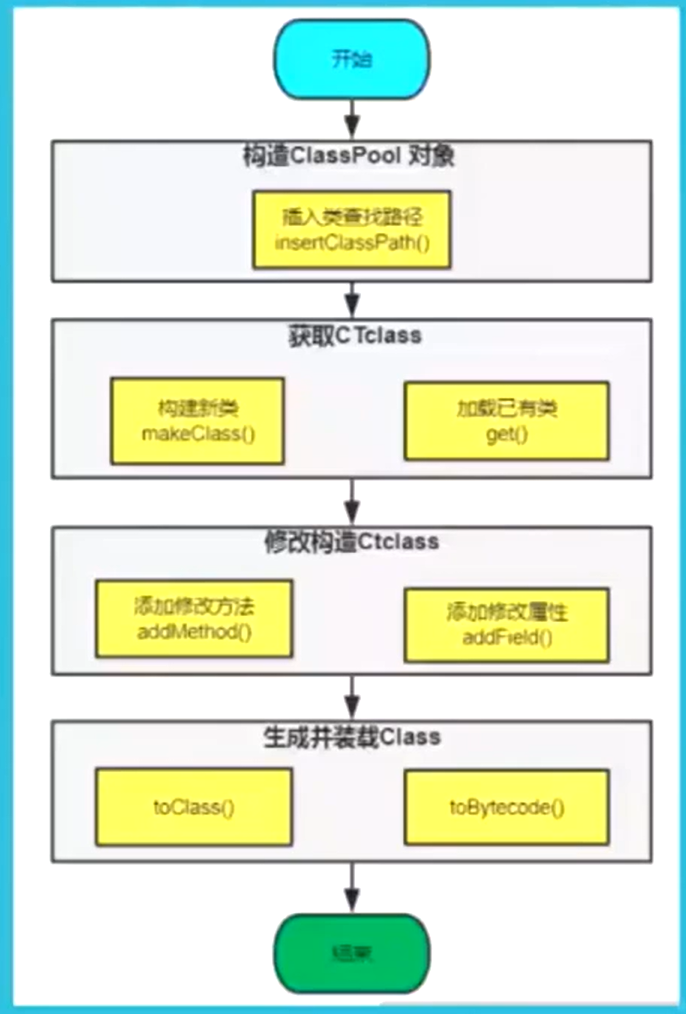 开始
构造ClassPool 对象
插入类查找路径
insertClassPath()
获取CTclass
构建新类
makeClass()
加载已有类
get()
修改构造Ctclass
添加修改方法
addMethod()
添加修改属性
addField()
生成并装载Class
toClass()
toBytecode()
结束